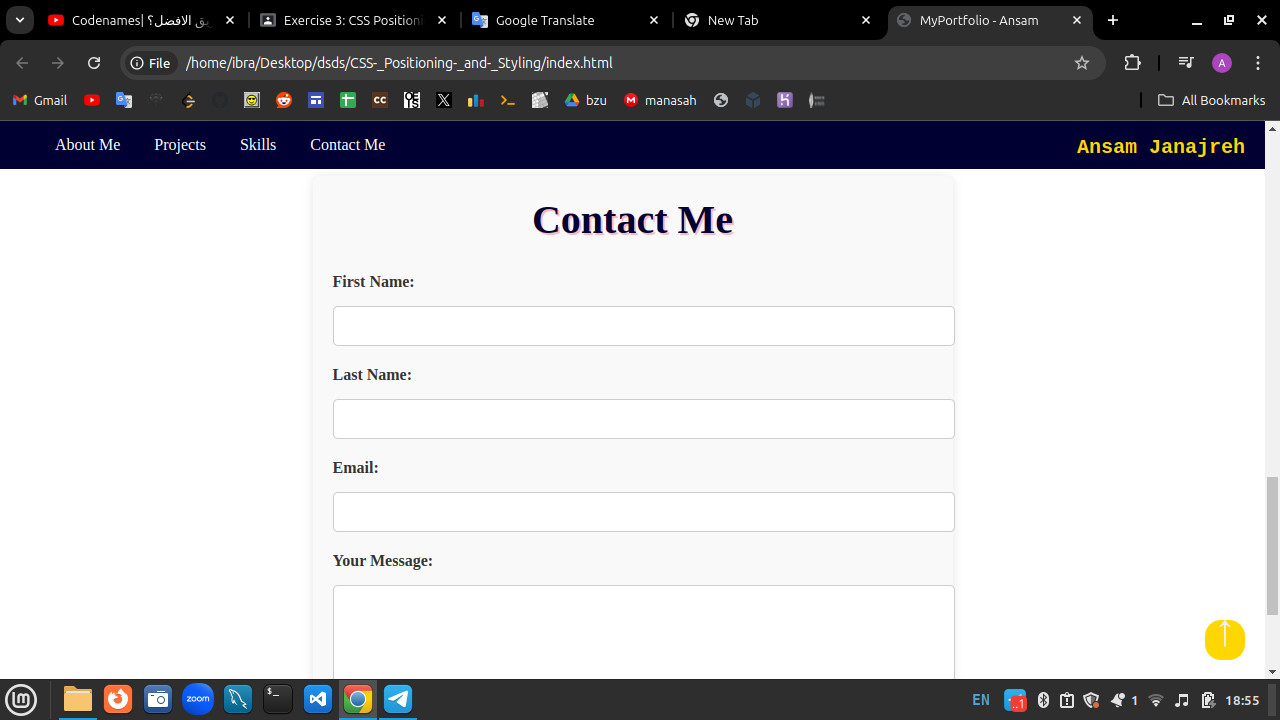 Codenames| يق الافضل؟
Exercise 3: CSS Positioni
Google Translate
New Tab
MyPortfolio - Ansam
File
/home/ibra/Desktop/dsds/CSS-_Positioning-_and-_Styling/index.html
A
Gmail
bzu
manasah
All Bookmarks
About Me
Projects
Skills
Contact Me
Ansam Janajreh
Contact Me
First Name:
Last Name:
Email:
Your Message:
↑
zoom
EN
..1
1
18:55